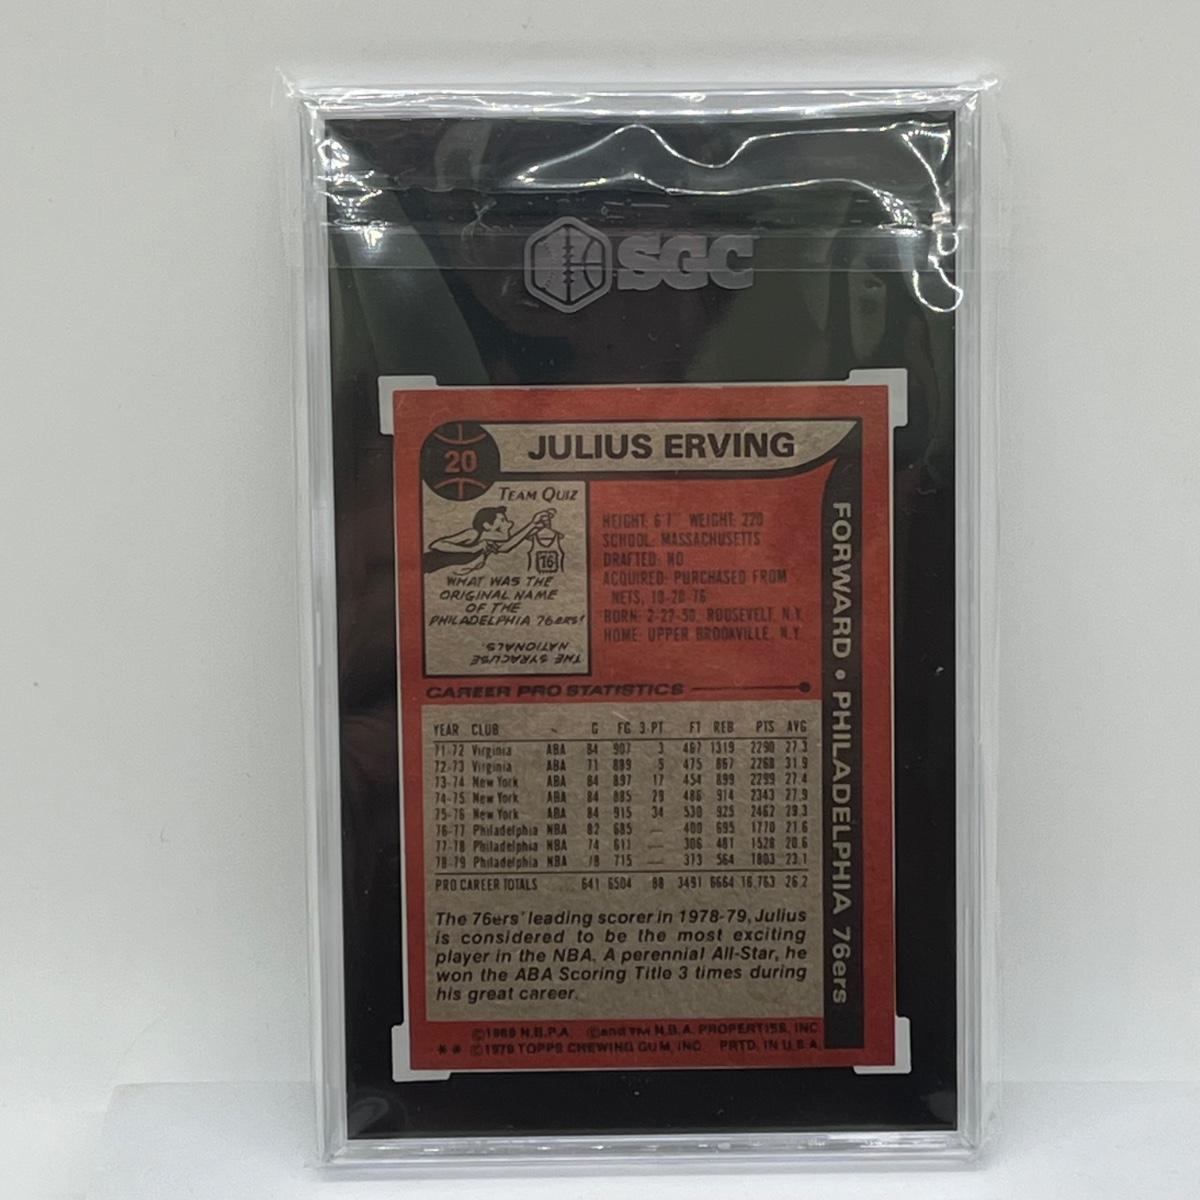 SGC
20
JULIUS ERVING
TEAM QUIZ
76
WHAT WAS THE
ORIGINAL NAME
OF THE
PHILADELPHIA 76ERS?
THE SYRACUSE
NATIONALS.
HEIGHT: 6'7" WEIGHT: 220
SCHOOL: MASSACHUSETTS
DRAFTED: NO
ACQUIRED: PURCHASED FROM
NETS, 10-20-76
BORN: 2-22-50, ROOSEVELT, N.Y.
HOME: UPPER BROOKVILLE, N.Y.
FORWARD • PHILADELPHIA 76ers
CAREER PRO STATISTICS
YEAR CLUB G FG 3-PT FT REB PTS AVG
71-72 Virginia ABA 84 907 3 467 1319 2290 27.3
72-73 Virginia ABA 71 889 5 475 867 2268 31.9
73-74 New York ABA 84 897 17 454 899 2299 27.4
74-75 New York ABA 84 885 29 486 914 2343 27.9
75-76 New York ABA 84 915 34 530 925 2462 29.3
76-77 Philadelphia NBA 82 685 — 400 695 1770 21.6
77-78 Philadelphia NBA 74 611 — 306 481 1528 20.6
78-79 Philadelphia NBA 78 715 — 373 564 1803 23.1
PRO CAREER TOTALS 641 6504 88 3491 6664 16,763 26.2
The 76ers' leading scorer in 1978-79, Julius
is considered to be the most exciting
player in the NBA. A perennial All-Star, he
won the ABA Scoring Title 3 times during
his great career.
©1969 N.B.P.A. © and TM N.B.A. PROPERTIES, INC
** ©1979 TOPPS CHEWING GUM, INC. PRTD. IN U.S.A.